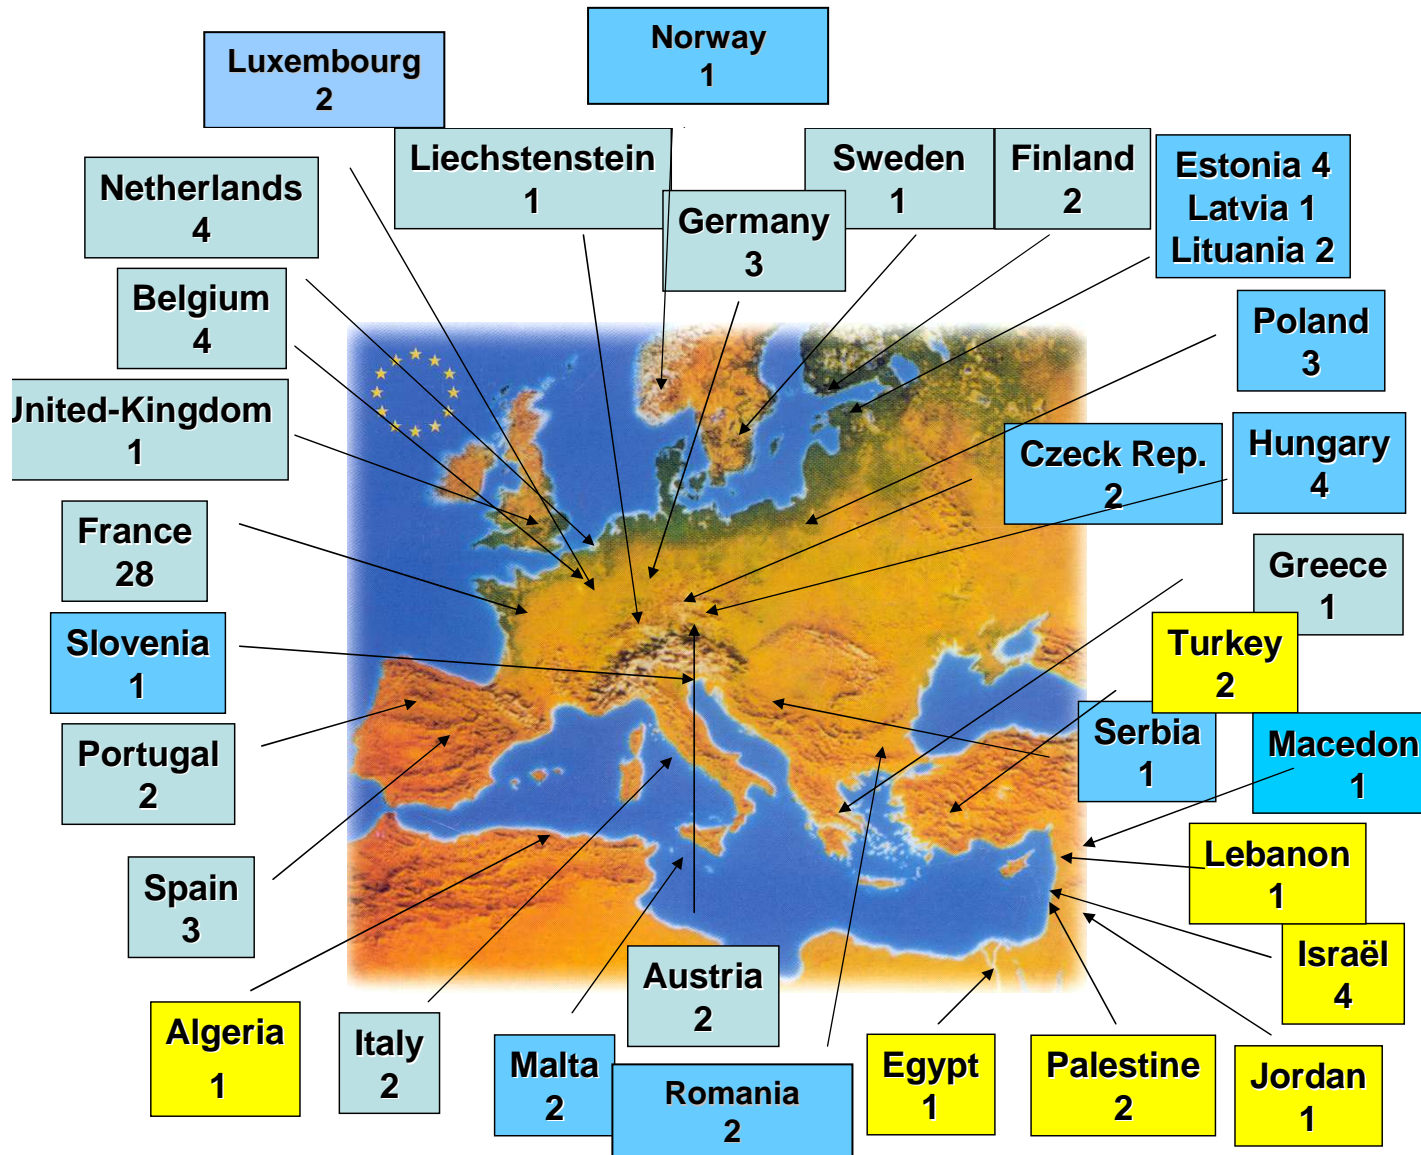 Norway
1
Luxembourg
2
Liechstenstein
1
Sweden
1
Finland
2
Estonia 4
Latvia 1
Lituania 2
Netherlands
4
Germany
3
Belgium
4
Poland
3
United-Kingdom
1
Czeck Rep.
2
Hungary
4
France
28
Greece
1
Slovenia
1
Turkey
2
Portugal
2
Serbia
1
Macedon
1
Spain
3
Lebanon
1
Israël
4
Austria
2
Algeria
1
Italy
2
Malta
2
Romania
2
Egypt
1
Palestine
2
Jordan
1